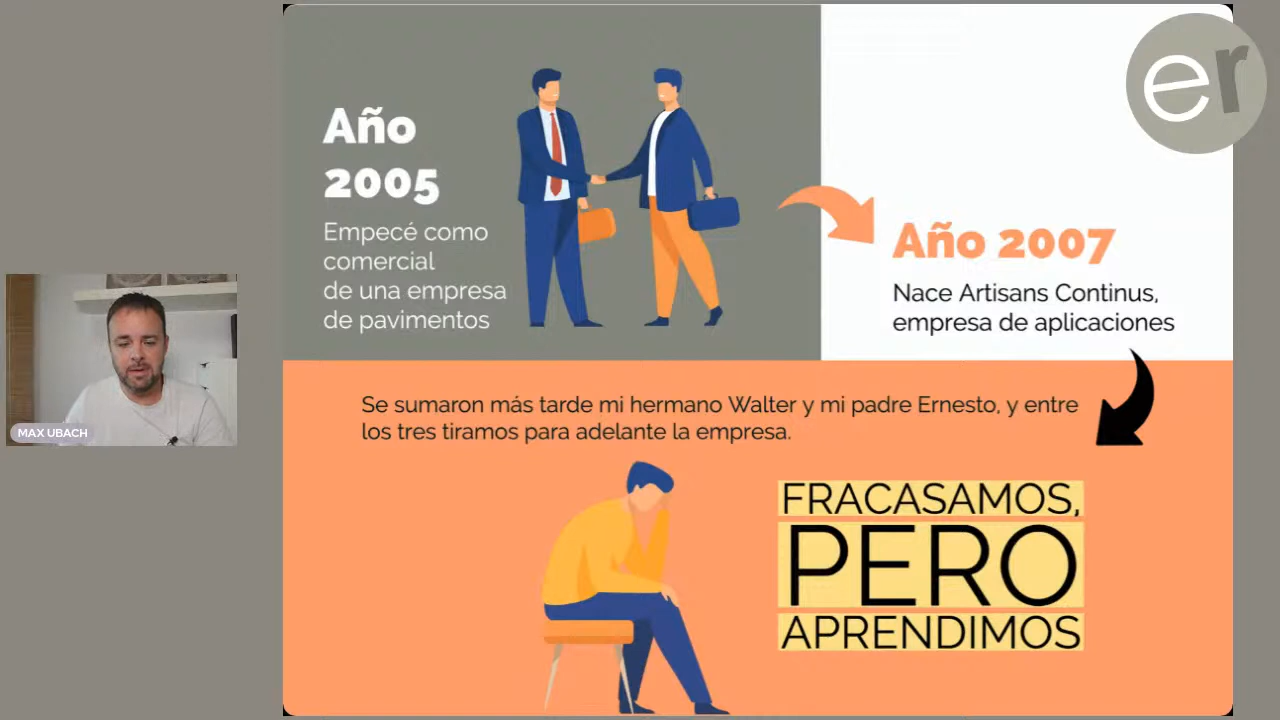 er
Año
2005
Empecé como
comercial
de una empresa
de pavimentos
Año 2007
Nace Artisans Continus,
empresa de aplicaciones
Se sumaron más tarde mi hermano Walter y mi padre Ernesto, y entre
los tres tiramos para adelante la empresa.
FRACASAMOS,
PERO
APRENDIMOS
MAX UBACH